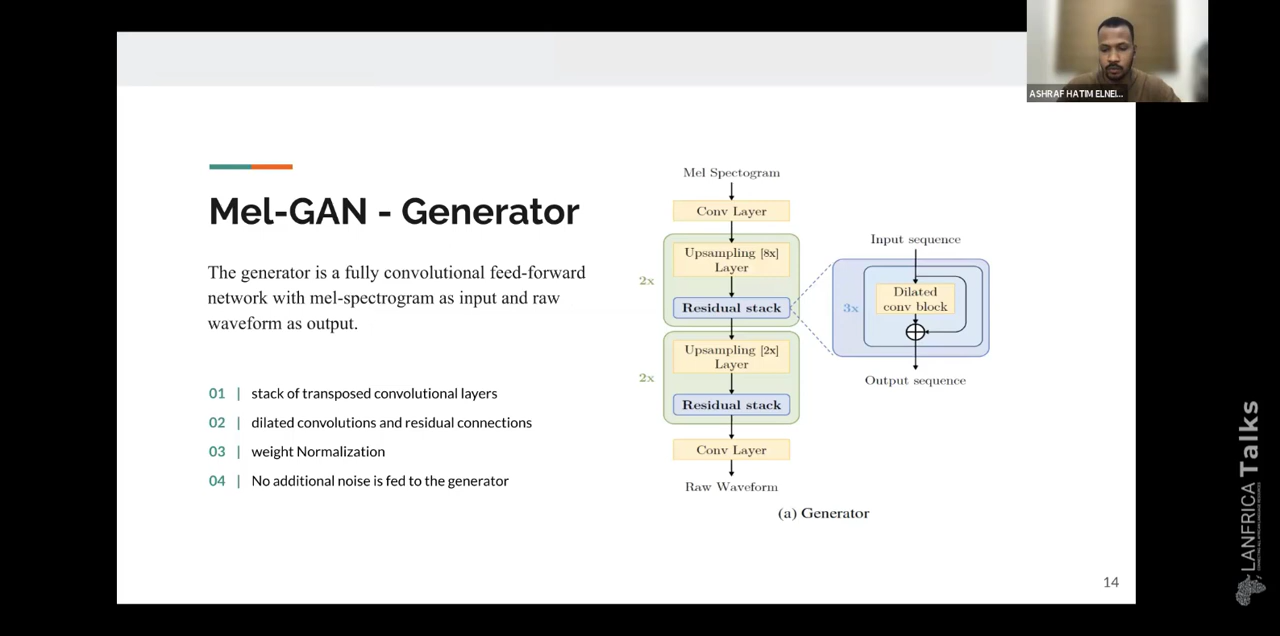 ASHRAF HATIM ELNEI...
Mel-GAN - Generator
The generator is a fully convolutional feed-forward
network with mel-spectrogram as input and raw
waveform as output.
01 | stack of transposed convolutional layers
02 | dilated convolutions and residual connections
03 | weight Normalization
04 | No additional noise is fed to the generator
Mel Spectogram
Conv Layer
2x
Upsampling [8x]
Layer
Residual stack
2x
Upsampling [2x]
Layer
Residual stack
Conv Layer
Raw Waveform
Input sequence
3x
Dilated
conv block
Output sequence
(a) Generator
14
LANFRICA Talks